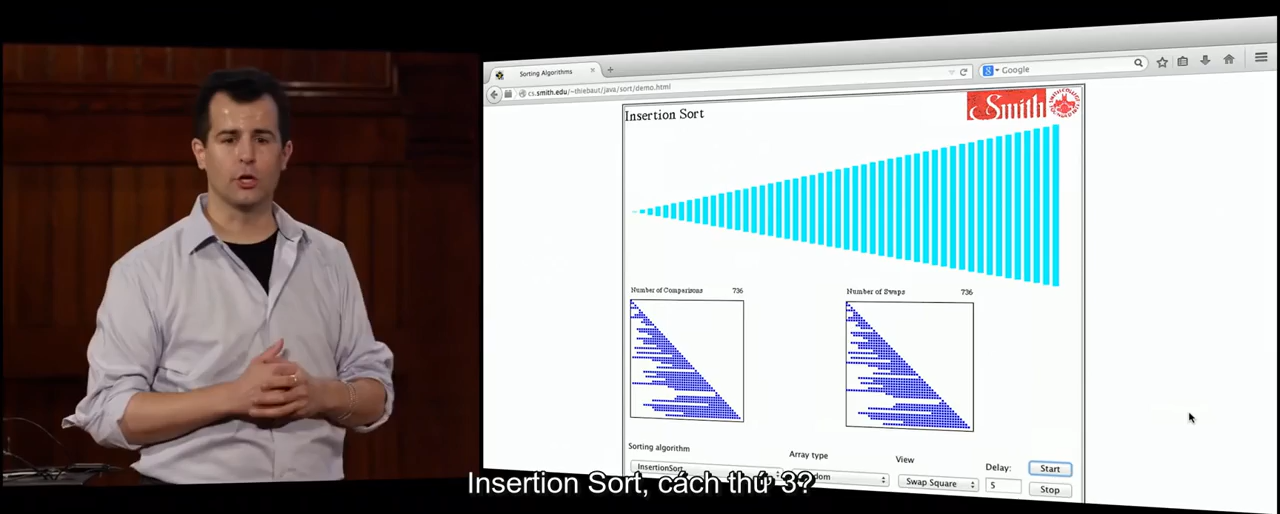 Sorting Algorithms
cs.smith.edu/~thiebaut/java/sort/demo.html
Google
Insertion Sort
Smith
Number of Comparisons 736
Number of Swaps 736
Sorting algorithm
Array type
View
Delay:
InsertionSort
Swap Square
5
Start
Stop
Insertion Sort, cách thứ 3?